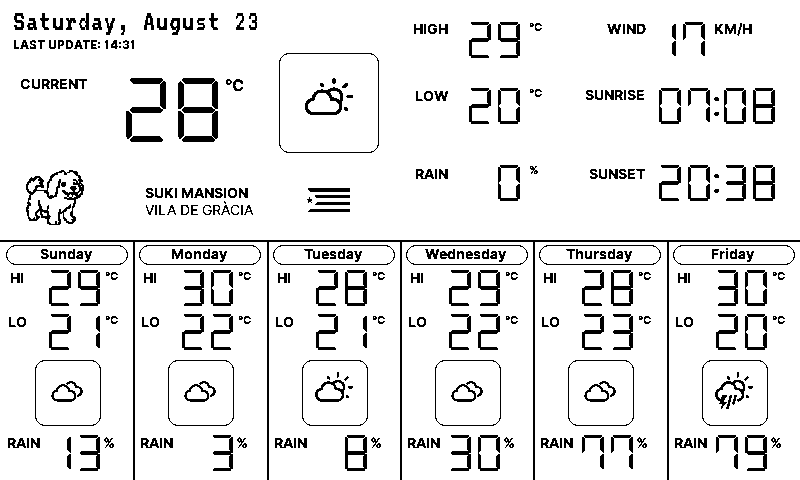 Saturday, August 23
LAST UPDATE: 14:31
CURRENT 28 °C
SUKI MANSION
VILA DE GRÀCIA
HIGH 29 °C
LOW 20 °C
RAIN 0 %
WIND 17 KM/H
SUNRISE 07:08
SUNSET 20:38
Sunday
HI 29 °C
LO 21 °C
RAIN 13 %
Monday
HI 30 °C
LO 22 °C
RAIN 3 %
Tuesday
HI 28 °C
LO 21 °C
RAIN 8 %
Wednesday
HI 29 °C
LO 22 °C
RAIN 30 %
Thursday
HI 28 °C
LO 23 °C
RAIN 77 %
Friday
HI 30 °C
LO 20 °C
RAIN 79 %